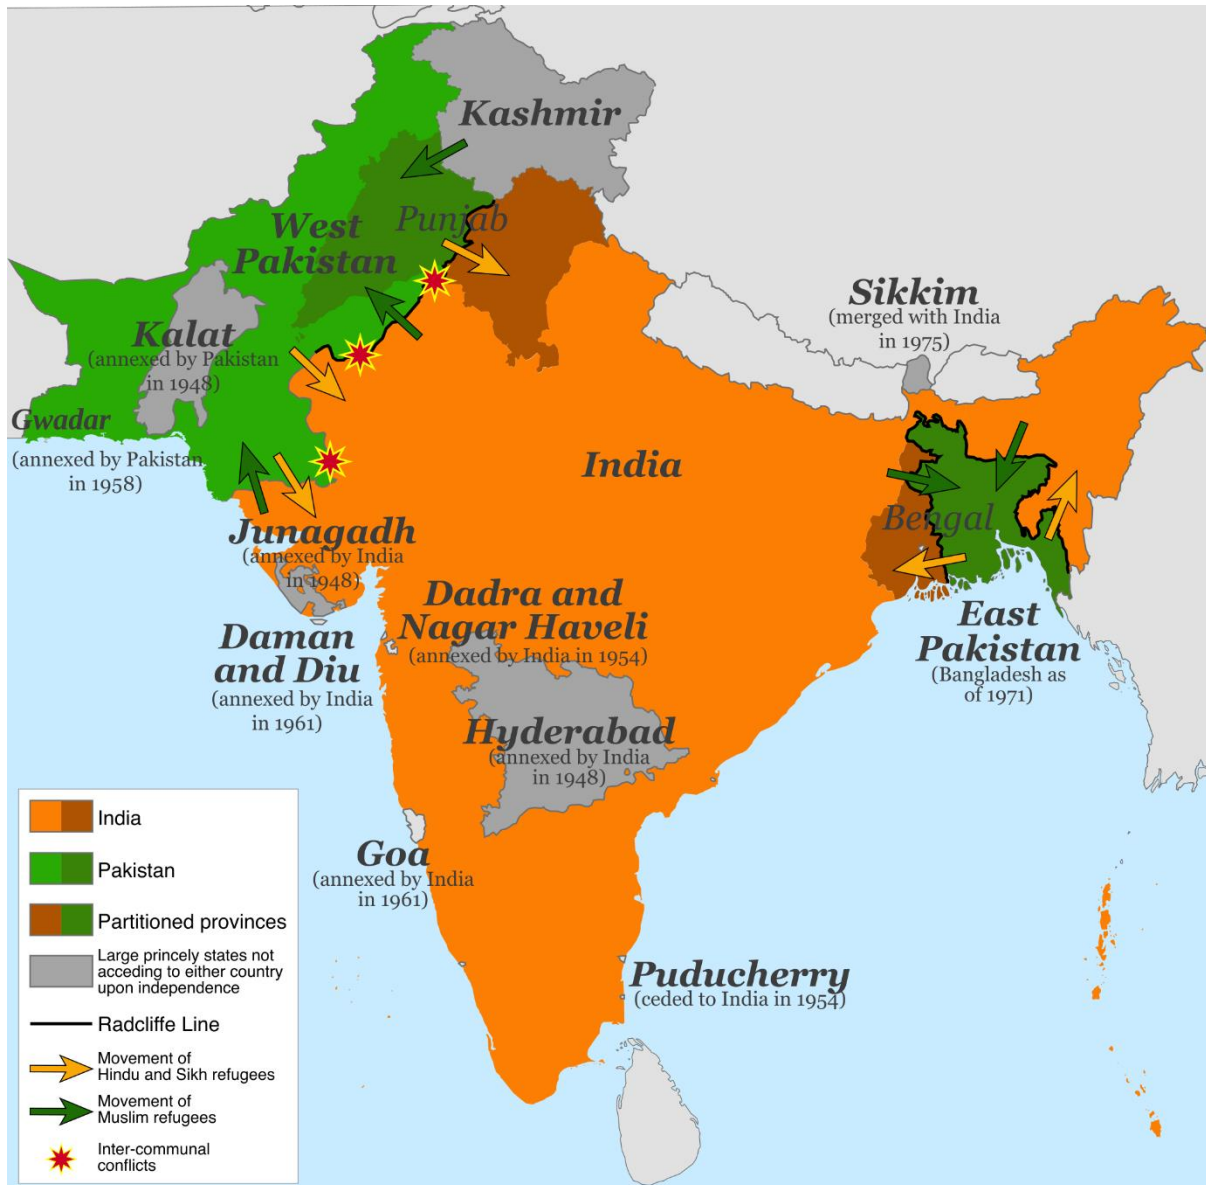 Kashmir
West
Pakistan
Punjab
Kalat
(annexed by Pakistan
in 1948)
Gwadar
(annexed by Pakistan
in 1958)
Sikkim
(merged with India
in 1975)
India
Bengal
East
Pakistan
(Bangladesh as
of 1971)
Junagadh
(annexed by India
in 1948)
Daman
and Diu
(annexed by India
in 1961)
Dadra and
Nagar Haveli
(annexed by India in 1954)
Hyderabad
(annexed by India
in 1948)
Goa
(annexed by India
in 1961)
Puducherry
(ceded to India in 1954)
India
Pakistan
Partitioned provinces
Large princely states not
acceding to either country
upon independence
Radcliffe Line
Movement of
Hindu and Sikh refugees
Movement of
Muslim refugees
Inter-communal
conflicts